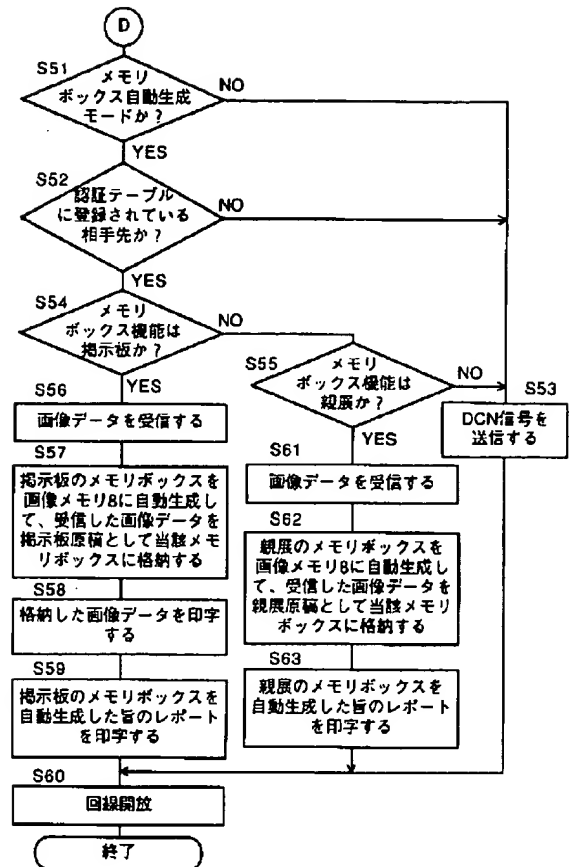 D
S51
メモリ
ボックス自動生成
モードか？
NO
YES
S52
認証テーブル
に登録されている
相手先か？
NO
YES
S54
メモリ
ボックス機能は
掲示板か？
NO
YES
S55
メモリ
ボックス機能は
親展か？
NO
YES
S53
DCN信号を
送信する
S56
画像データを受信する
S57
掲示板のメモリボックスを
画像メモリ8に自動生成し
て、受信した画像データを
掲示板原稿として当該メモ
リボックスに格納する
S58
格納した画像データを印字
する
S59
掲示板のメモリボックスを
自動生成した旨のレポート
を印字する
S61
画像データを受信する
S62
親展のメモリボックスを
画像メモリ8に自動生成し
て、受信した画像データを
親展原稿として当該メモリ
ボックスに格納する
S63
親展のメモリボックスを
自動生成した旨のレポート
を印字する
S60
回線開放
終了